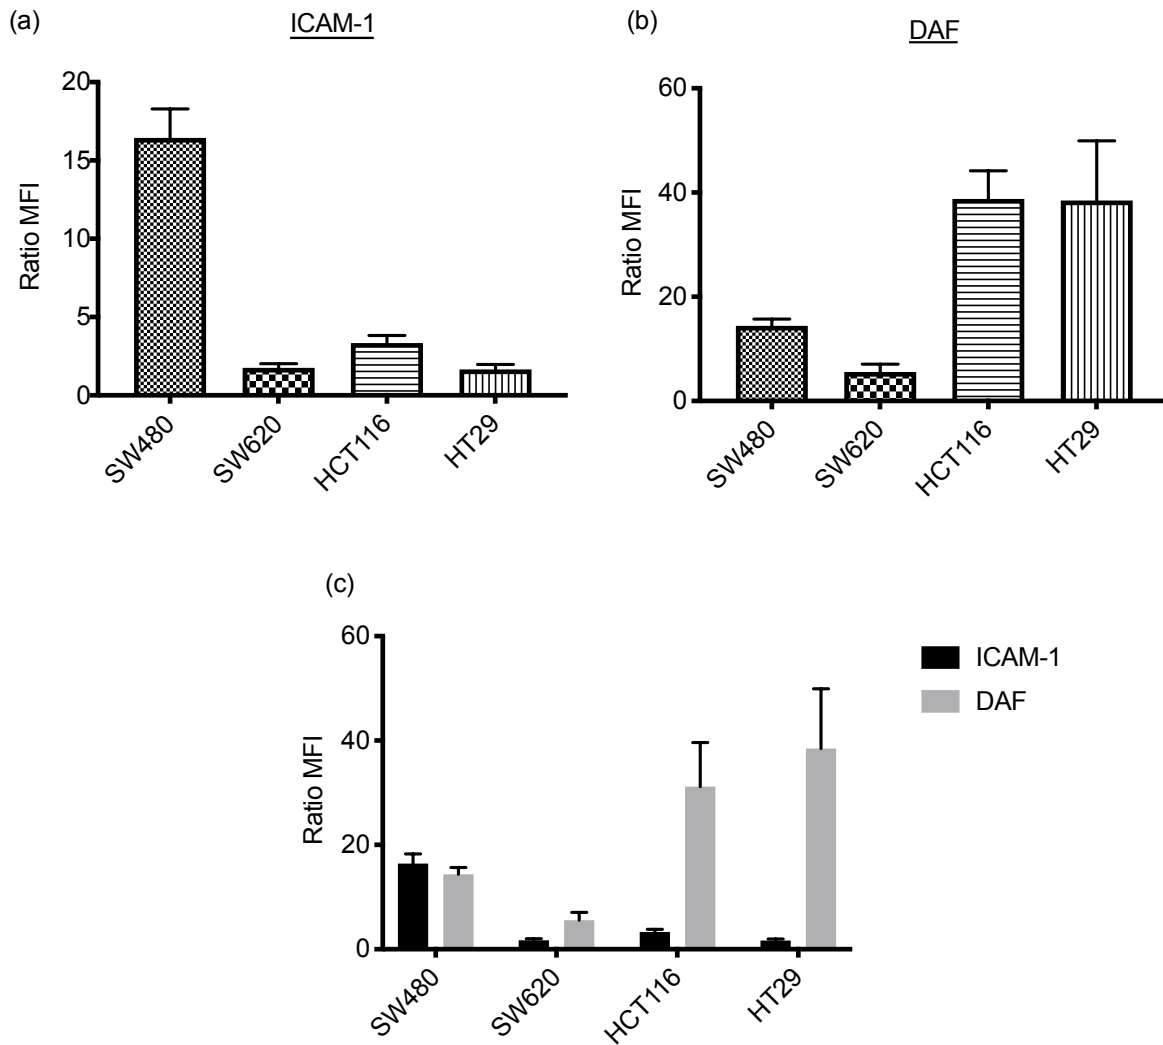 (a)
ICAM-1
20
15
10
5
0
Ratio MFI
SW480
SW620
HCT116
HT29
(b)
DAF
60
40
20
0
Ratio MFI
SW480
SW620
HCT116
HT29
(c)
60
40
20
0
Ratio MFI
SW480
SW620
HCT116
HT29
ICAM-1
DAF